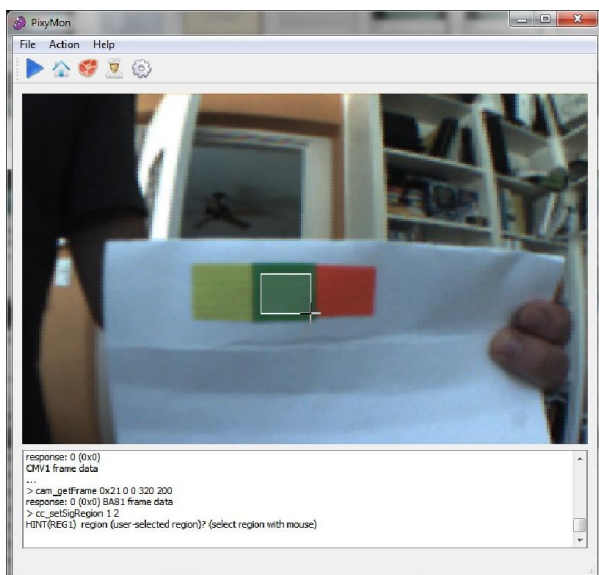 PixyMon
File Action Help
response: 0 (0x0)
CMV1 frame data
...
> cam_getFrame 0x21 0 0 320 200
response: 0 (0x0) BA81 frame data
> cc_setSigRegion 1 2
HINT(REG1) region (user-selected region)? (select region with mouse)